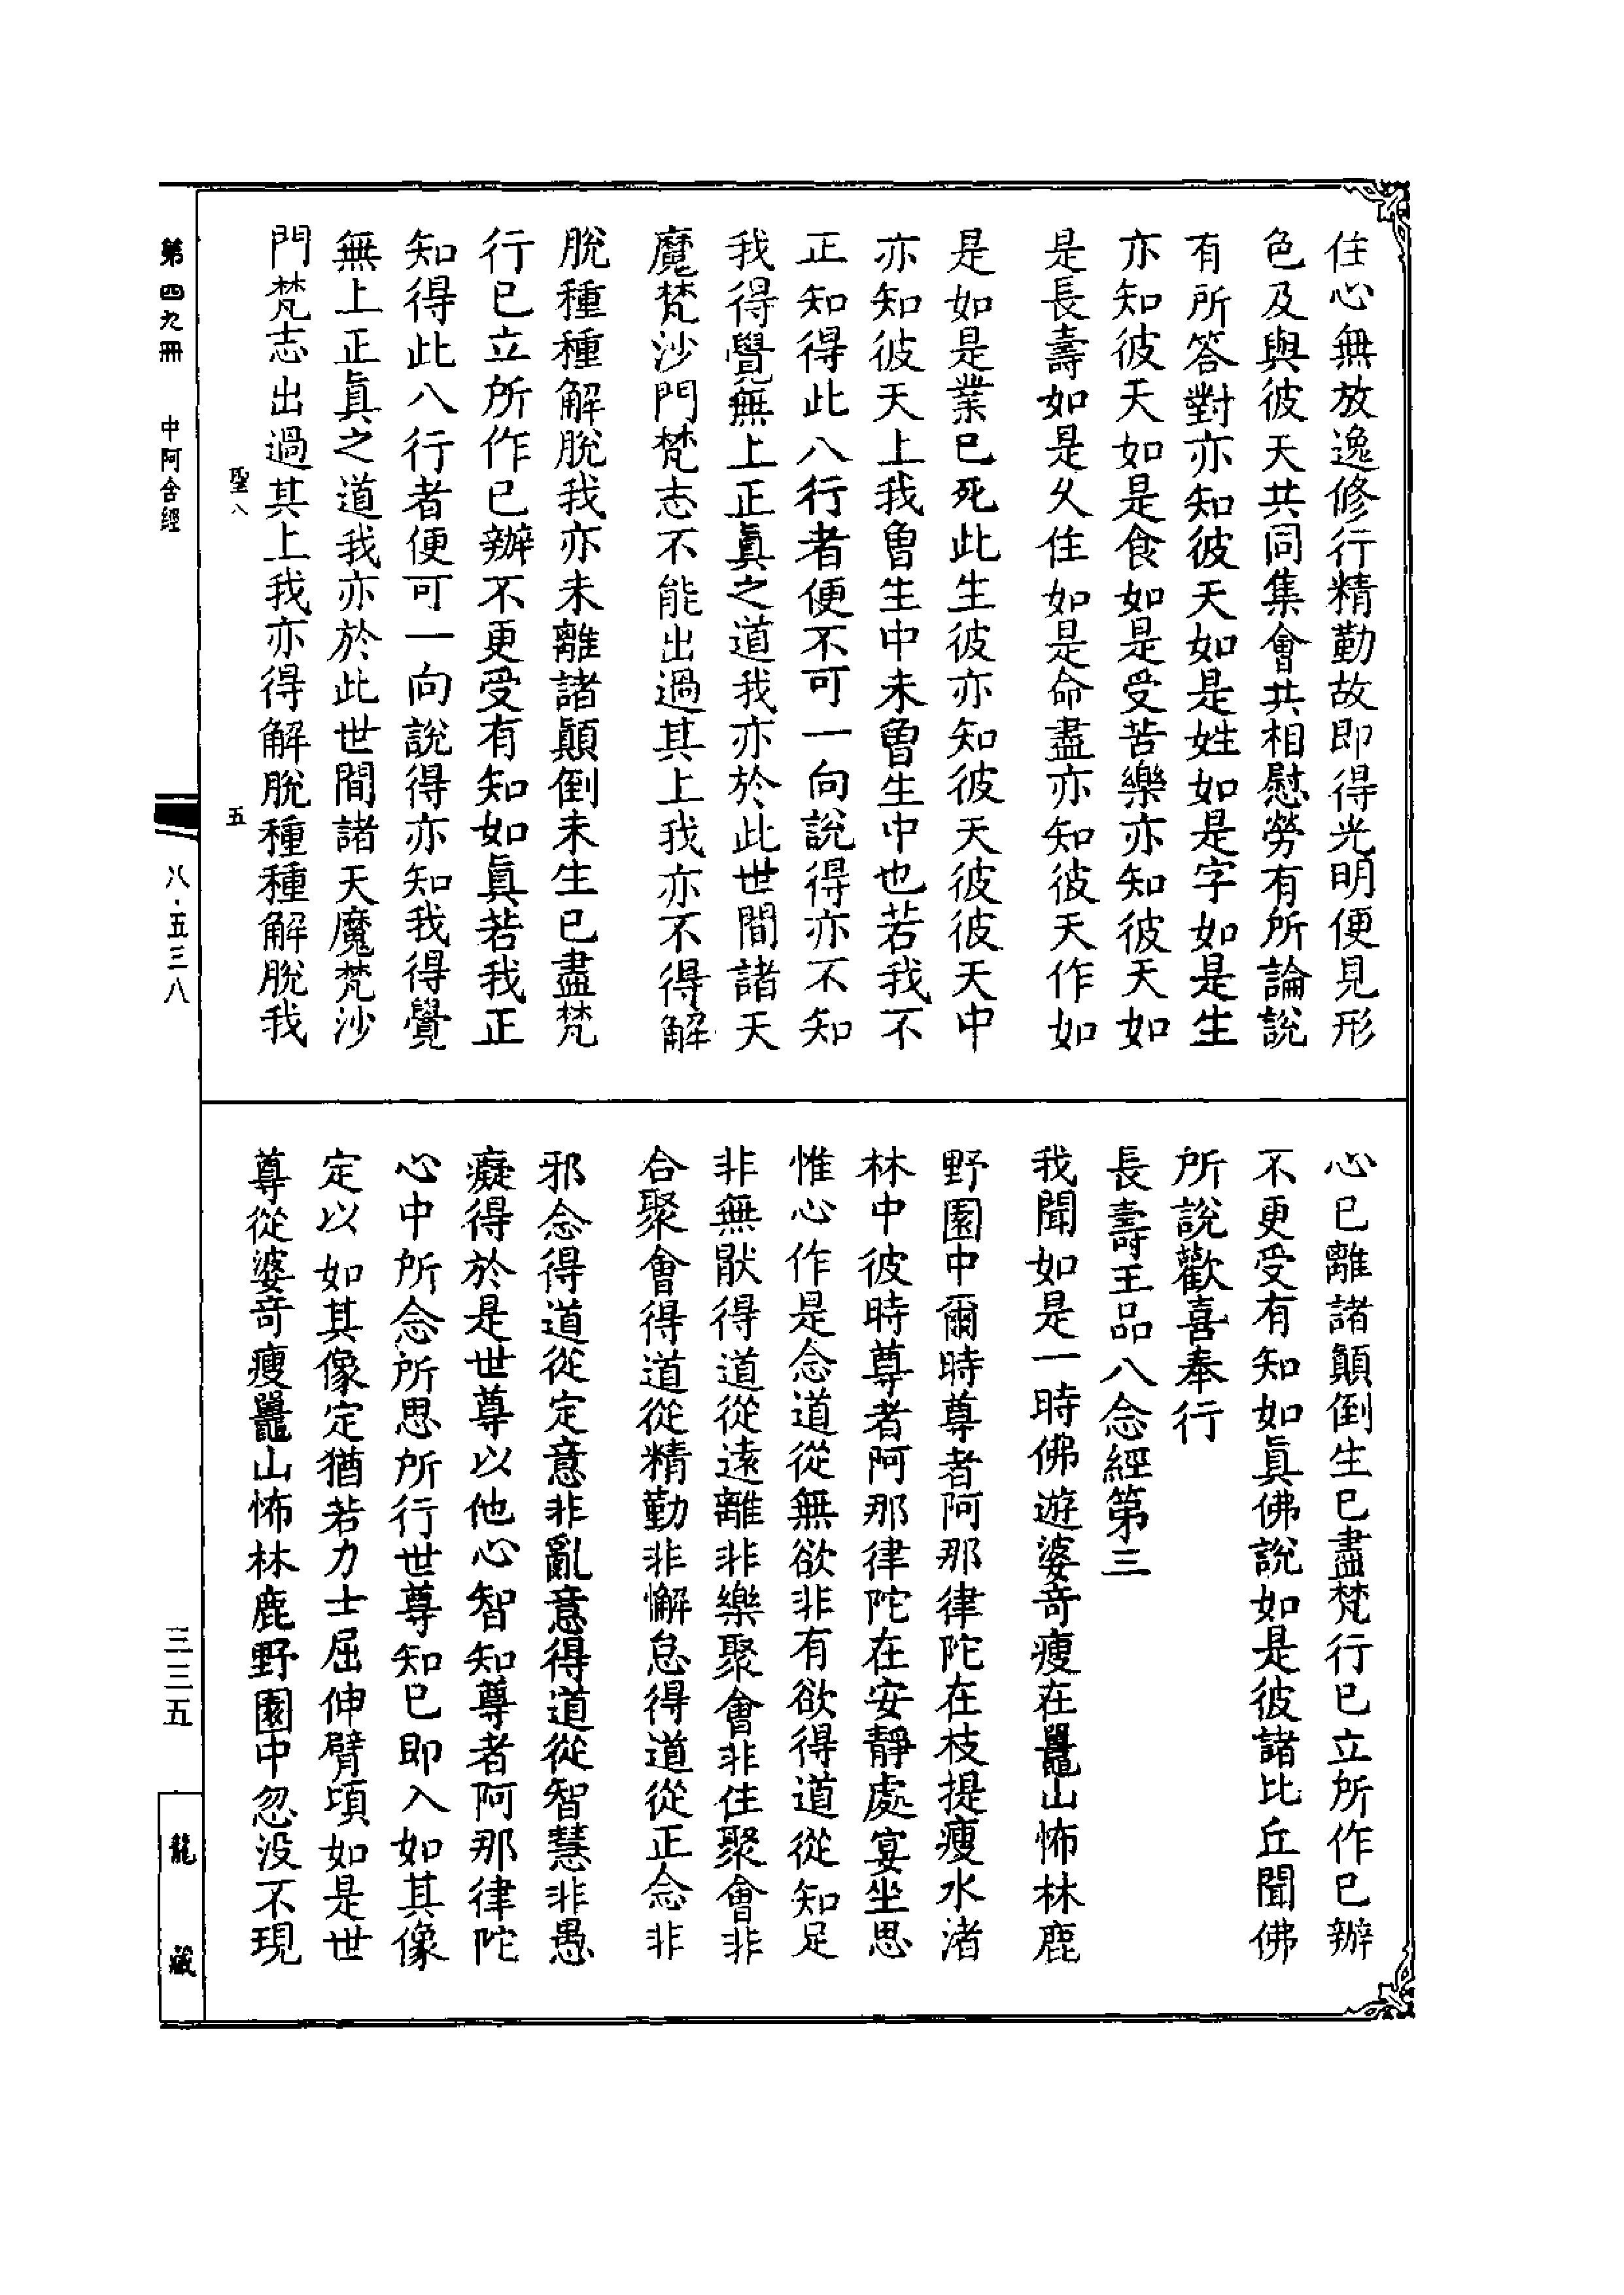 住心無放逸修行精勤故即得光明便見形
色及與彼天共同集會共相慰勞有所論說
有所答對亦知彼天如是姓如是字如是生
亦知彼天如是食如是受苦樂亦知彼天如
是長壽如是久住如是命盡亦知彼天作如
是如是業已死此生彼亦知彼天彼彼天中
亦知彼天上我曾生中未曾生中也若我不
正知得此八行者便不可一向說得亦不知
我得覺無上正眞之道我亦於此世間諸天
魔梵沙門梵志不能出過其上我亦不得解
脫種種解脫我亦未離諸顛倒未生已盡梵
行已立所作已辦不更受有知如眞若我正
知得此八行者便可一向說得亦知我得覺
無上正眞之道我亦於此世間諸天魔梵沙
門梵志出過其上我亦得解脫種種解脫我
聖八 五
心已離諸顛倒生已盡梵行已立所作已辦
不更受有知如眞佛說如是彼諸比丘聞佛
所說歡喜奉行
長壽王品八念經第三
我聞如是一時佛遊婆奇瘦在鼉山怖林鹿
野園中爾時尊者阿那律陀在枝提瘦水渚
林中彼時尊者阿那律陀在安靜處宴坐思
惟心作是念道從無欲非有欲得道從知足
非無猒得道從遠離非樂聚會非住聚會非
合聚會得道從精勤非懈怠得道從正念非
邪念得道從定意非亂意得道從智慧非愚
癡得於是世尊以他心智知尊者阿那律陀
心中所念所思所行世尊知已即入如其像
定以如其像定猶若力士屈伸臂頃如是世
尊從婆奇瘦鼉山怖林鹿野園中忽没不現
第四九冊 中阿含經
八·五三八
三三五
龍藏